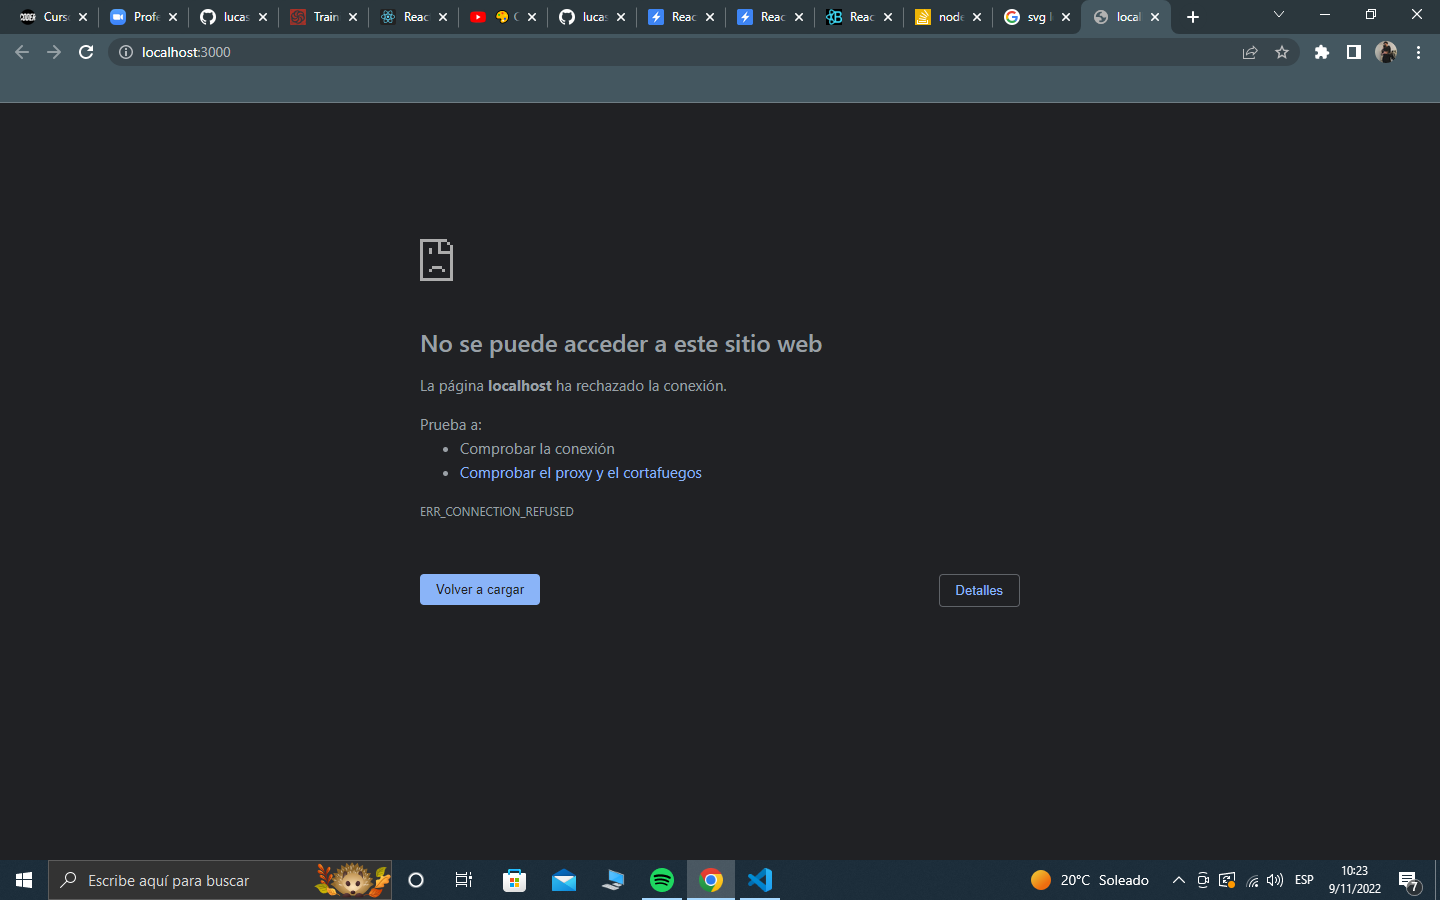 Curs
Profe
lucas
Train
Reac
lucas
Reac
Reac
Reac
node
svg
local
localhost:3000
No se puede acceder a este sitio web
La página localhost ha rechazado la conexión.
Prueba a:
Comprobar la conexión
Comprobar el proxy y el cortafuegos
ERR_CONNECTION_REFUSED
Volver a cargar
Detalles
Escribe aquí para buscar
20°C Soleado
ESP
10:23
9/11/2022
7